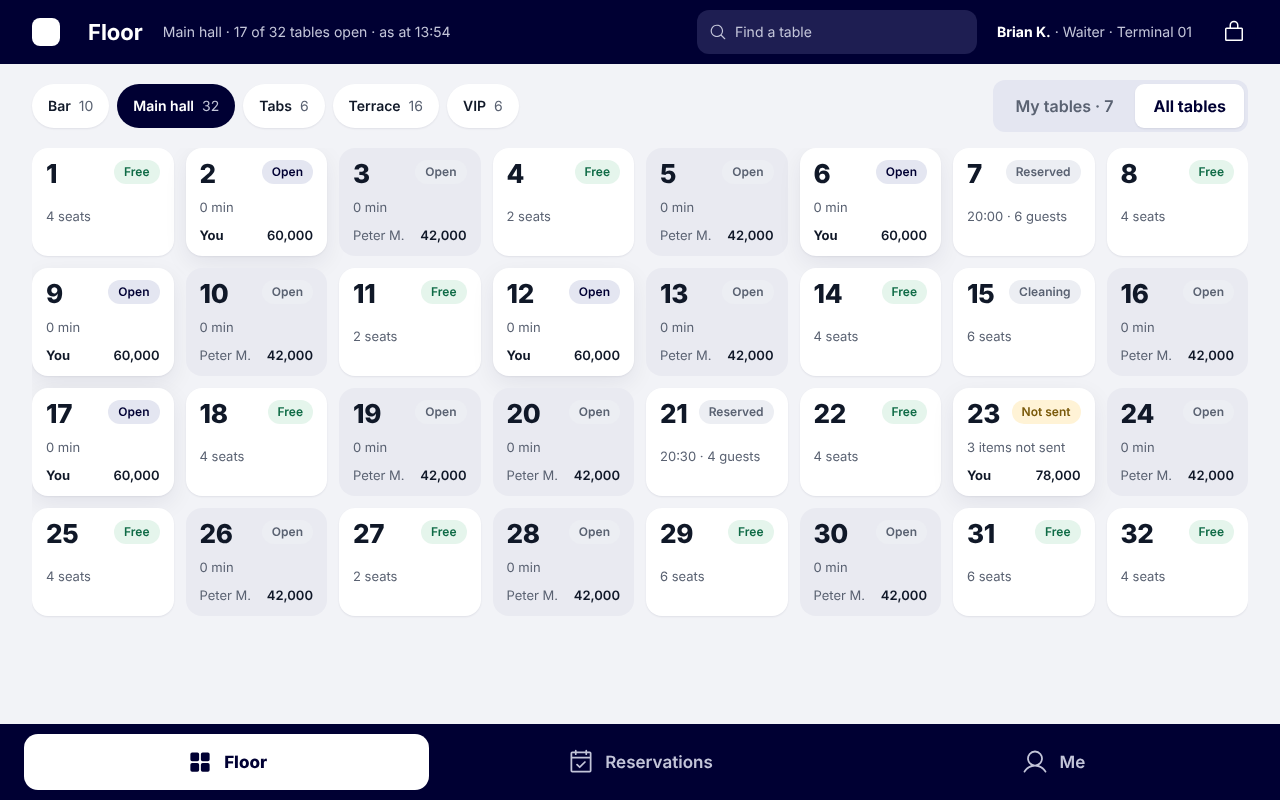 Floor
Main hall · 17 of 32 tables open · as at 13:54
Find a table
Brian K. · Waiter · Terminal 01
Bar 10
Main hall 32
Tabs 6
Terrace 16
VIP 6
My tables · 7
All tables
1 Free
4 seats
2 Open
0 min
You 60,000
3 Open
0 min
Peter M. 42,000
4 Free
2 seats
5 Open
0 min
Peter M. 42,000
6 Open
0 min
You 60,000
7 Reserved
20:00 · 6 guests
8 Free
4 seats
9 Open
0 min
You 60,000
10 Open
0 min
Peter M. 42,000
11 Free
2 seats
12 Open
0 min
You 60,000
13 Open
0 min
Peter M. 42,000
14 Free
4 seats
15 Cleaning
6 seats
16 Open
0 min
Peter M. 42,000
17 Open
0 min
You 60,000
18 Free
4 seats
19 Open
0 min
Peter M. 42,000
20 Open
0 min
Peter M. 42,000
21 Reserved
20:30 · 4 guests
22 Free
4 seats
23 Not sent
3 items not sent
You 78,000
24 Open
0 min
Peter M. 42,000
25 Free
4 seats
26 Open
0 min
Peter M. 42,000
27 Free
2 seats
28 Open
0 min
Peter M. 42,000
29 Free
6 seats
30 Open
0 min
Peter M. 42,000
31 Free
6 seats
32 Free
4 seats
Floor
Reservations
Me